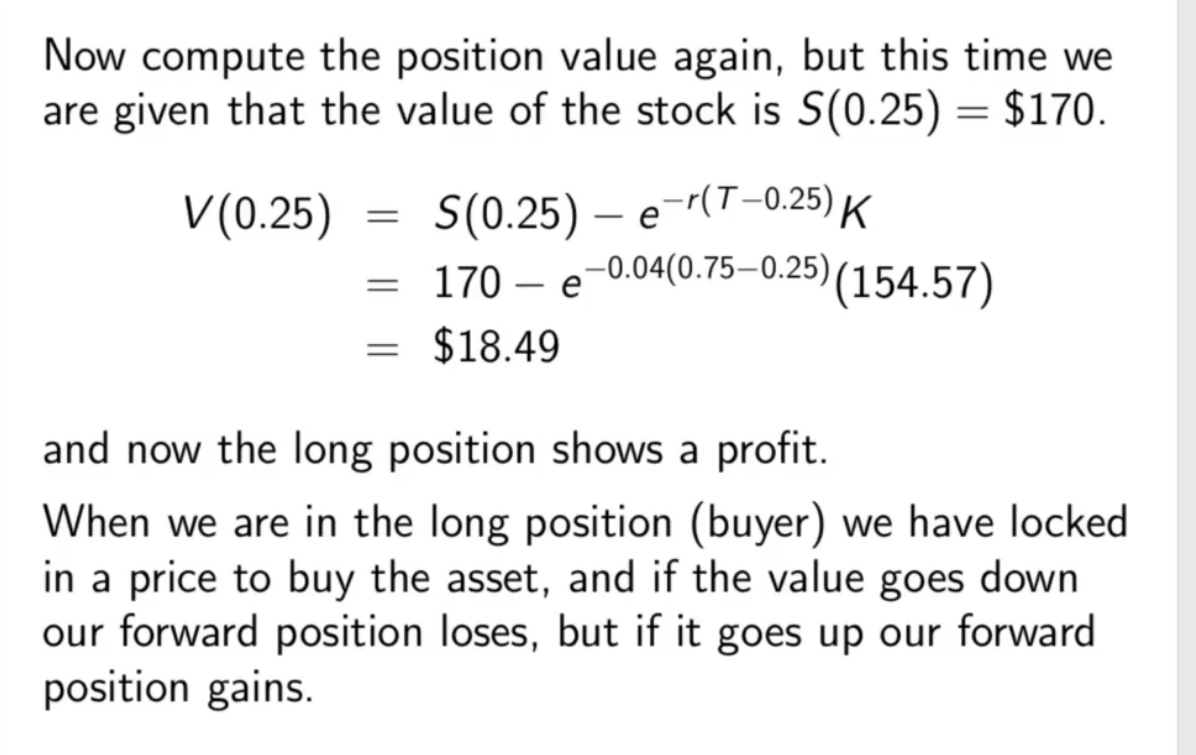 Now compute the position value again, but this time we
are given that the value of the stock is S(0.25) = $170.
V(0.25) = S(0.25) – e^{−r(T−0.25)}K
= 170 – e^{−0.04(0.75−0.25)}(154.57)
= $18.49
and now the long position shows a profit.
When we are in the long position (buyer) we have locked
in a price to buy the asset, and if the value goes down
our forward position loses, but if it goes up our forward
position gains.